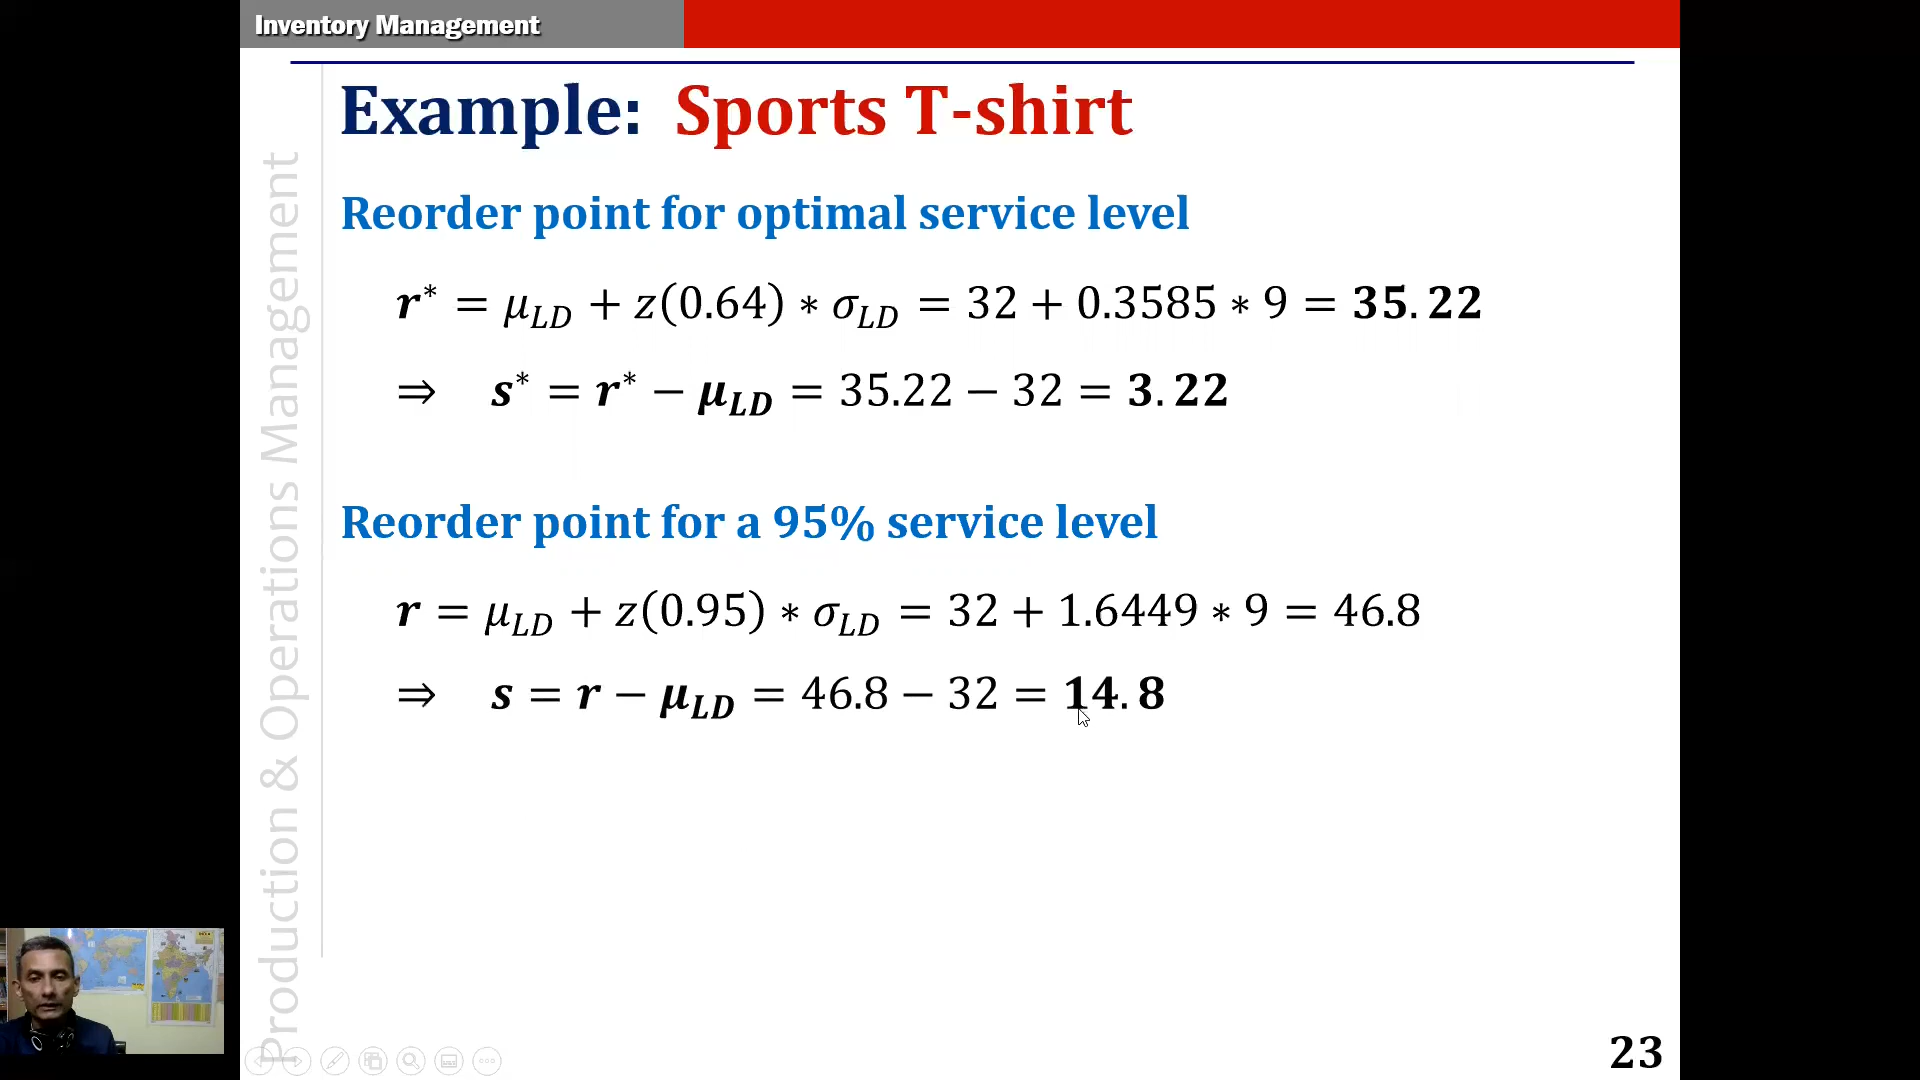 Inventory Management
Example: Sports T-shirt
Production & Operations Management
Reorder point for optimal service level
r* = μ_LD + z(0.64) * σ_LD = 32 + 0.3585 * 9 = 35.22
⇒ s* = r* − μ_LD = 35.22 − 32 = 3.22
Reorder point for a 95% service level
r = μ_LD + z(0.95) * σ_LD = 32 + 1.6449 * 9 = 46.8
⇒ s = r − μ_LD = 46.8 − 32 = 14.8
23